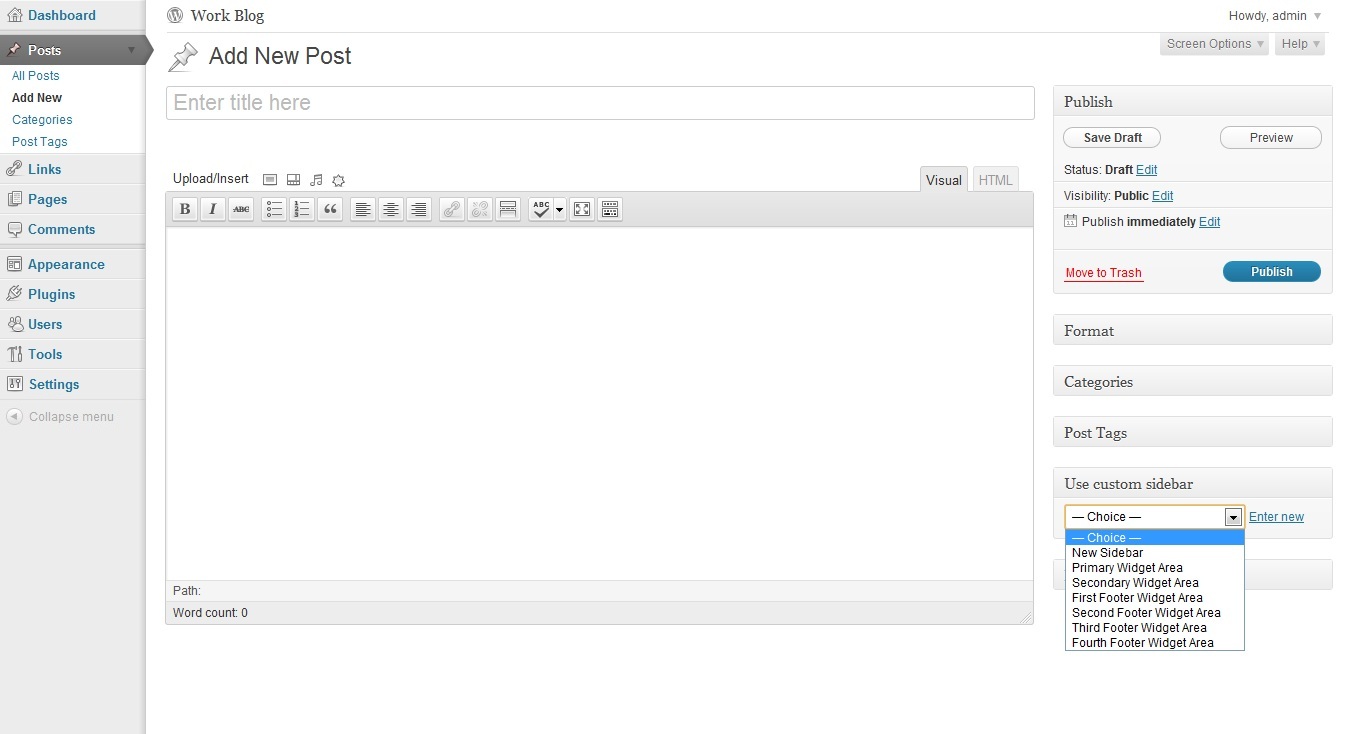 Dashboard
Posts
All Posts
Add New
Categories
Post Tags
Links
Pages
Comments
Appearance
Plugins
Users
Tools
Settings
Collapse menu
Work Blog
Howdy, admin
Screen Options
Help
Add New Post
Enter title here
Upload/Insert
Visual
HTML
B I ABC
ABC
Path:
Word count: 0
Publish
Save Draft
Preview
Status: Draft Edit
Visibility: Public Edit
Publish immediately Edit
Move to Trash
Publish
Format
Categories
Post Tags
Use custom sidebar
— Choice —
Enter new
— Choice —
New Sidebar
Primary Widget Area
Secondary Widget Area
First Footer Widget Area
Second Footer Widget Area
Third Footer Widget Area
Fourth Footer Widget Area